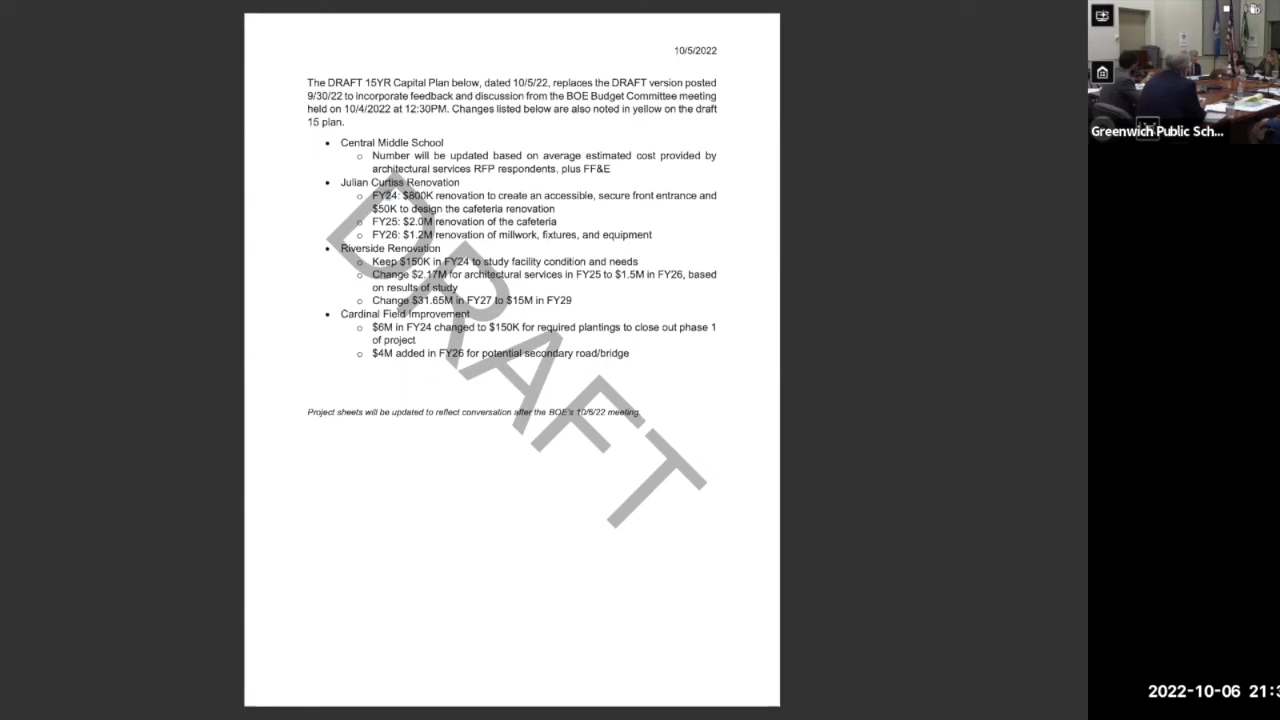 10/5/2022
The DRAFT 15YR Capital Plan below, dated 10/5/22, replaces the DRAFT version posted
9/30/22 to incorporate feedback and discussion from the BOE Budget Committee meeting
held on 10/4/2022 at 12:30PM. Changes listed below are also noted in yellow on the draft
15 plan.
• Central Middle School
o Number will be updated based on average estimated cost provided by
architectural services RFP respondents, plus FF&E
• Julian Curtiss Renovation
o FY24: $800K renovation to create an accessible, secure front entrance and
$50K to design the cafeteria renovation
o FY25: $2.0M renovation of the cafeteria
o FY26: $1.2M renovation of millwork, fixtures, and equipment
• Riverside Renovation
o Keep $150K in FY24 to study facility condition and needs
o Change $2.17M for architectural services in FY25 to $1.5M in FY26, based
on results of study
o Change $31.65M in FY27 to $15M in FY29
• Cardinal Field Improvement
o $6M in FY24 changed to $150K for required plantings to close out phase 1
of project
o $4M added in FY26 for potential secondary road/bridge
Project sheets will be updated to reflect conversation after the BOE's 10/6/22 meeting.
DRAFT
Greenwich Public Sch...
2022-10-06 21:3